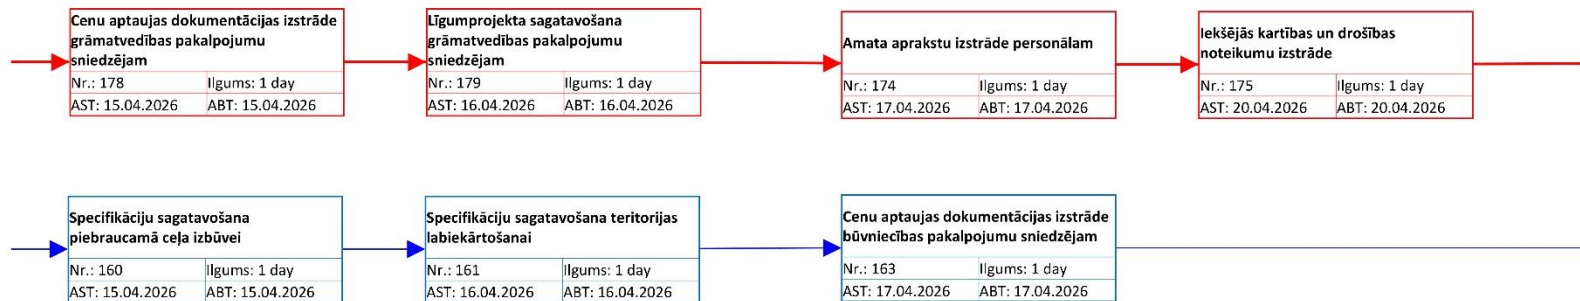 Cenu aptaujas dokumentācijas izstrāde
grāmatvedības pakalpojumu
sniedzējam
Nr.: 178 Ilgums: 1 day
AST: 15.04.2026 ABT: 15.04.2026
Līgumprojekta sagatavošana
grāmatvedības pakalpojumu
sniedzējam
Nr.: 179 Ilgums: 1 day
AST: 16.04.2026 ABT: 16.04.2026
Amata aprakstu izstrāde personālam
Nr.: 174 Ilgums: 1 day
AST: 17.04.2026 ABT: 17.04.2026
Iekšējās kārtības un drošības
noteikumu izstrāde
Nr.: 175 Ilgums: 1 day
AST: 20.04.2026 ABT: 20.04.2026
Specifikāciju sagatavošana
piebraucamā ceļa izbūvei
Nr.: 160 Ilgums: 1 day
AST: 15.04.2026 ABT: 15.04.2026
Specifikāciju sagatavošana teritorijas
labiekārtošanai
Nr.: 161 Ilgums: 1 day
AST: 16.04.2026 ABT: 16.04.2026
Cenu aptaujas dokumentācijas izstrāde
būvniecības pakalpojumu sniedzējam
Nr.: 163 Ilgums: 1 day
AST: 17.04.2026 ABT: 17.04.2026